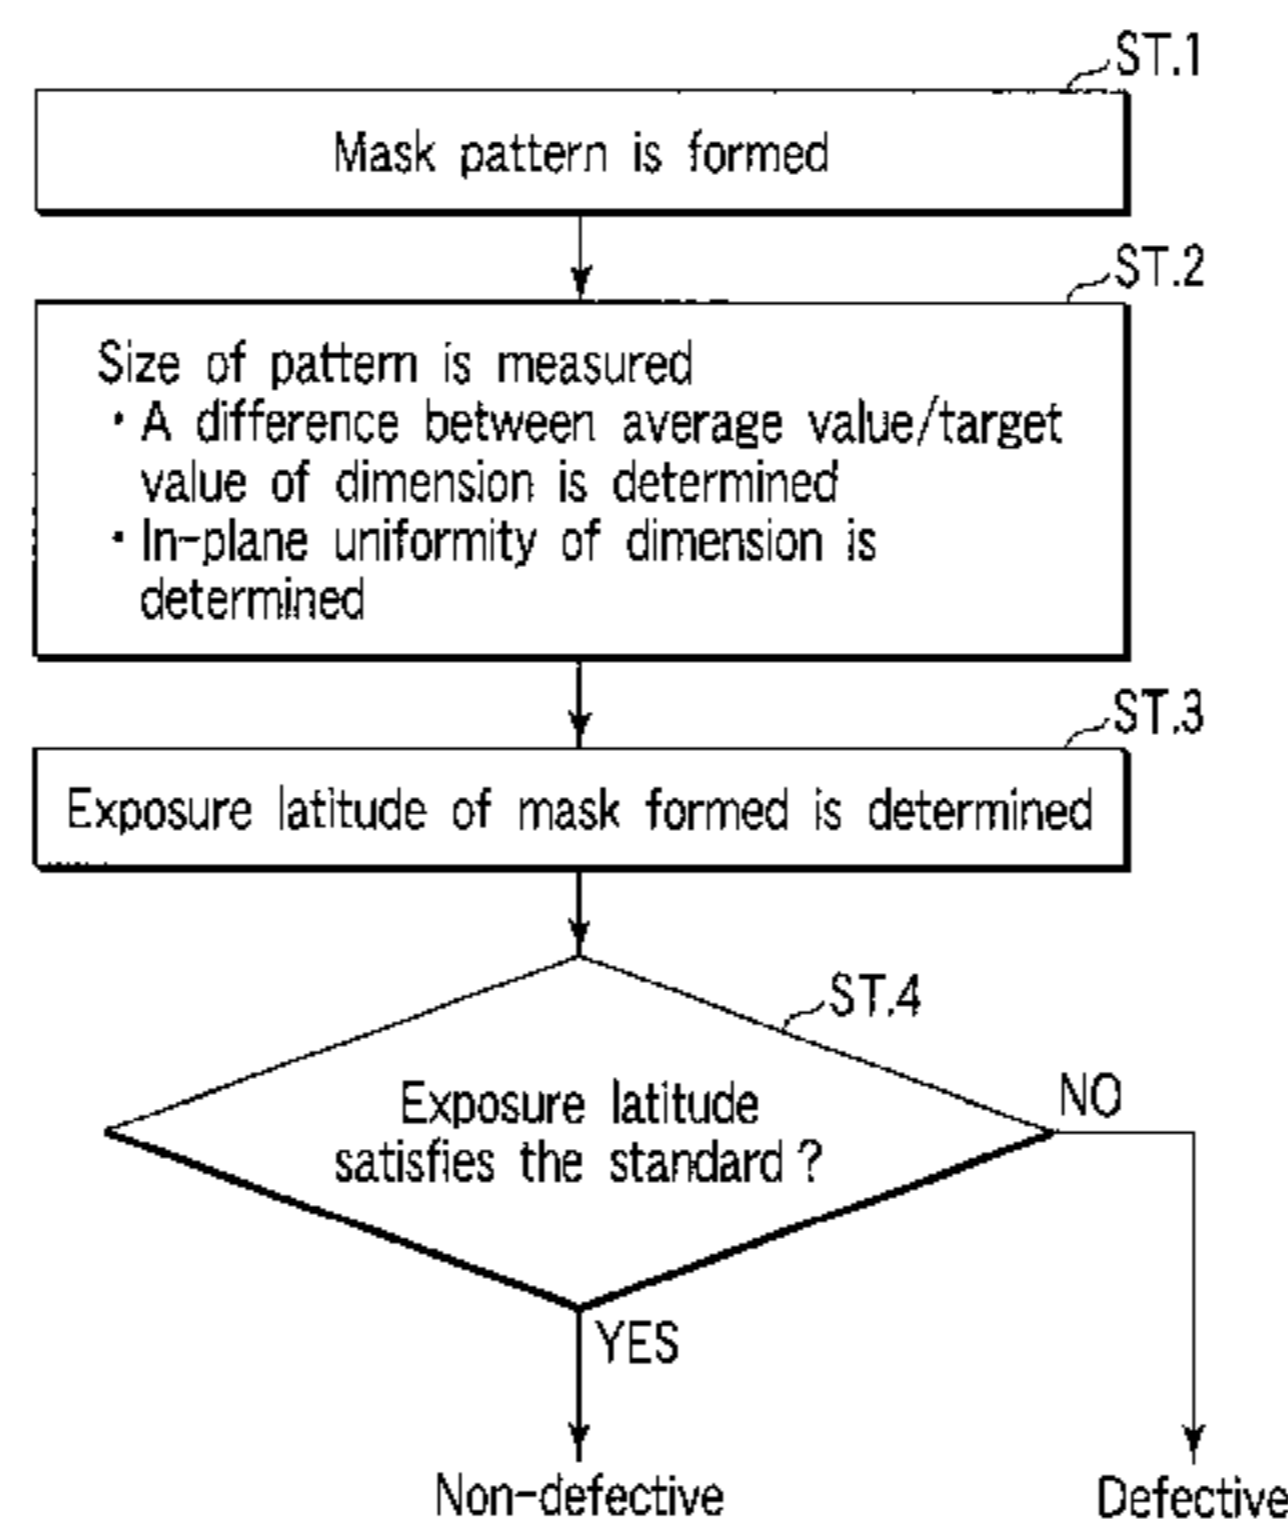 ST.1
Mask pattern is formed
ST.2
Size of pattern is measured
・A difference between average value/target
value of dimension is determined
・In-plane uniformity of dimension is
determined
ST.3
Exposure latitude of mask formed is determined
ST.4
Exposure latitude
satisfies the standard?
NO
YES
Non-defective
Defective